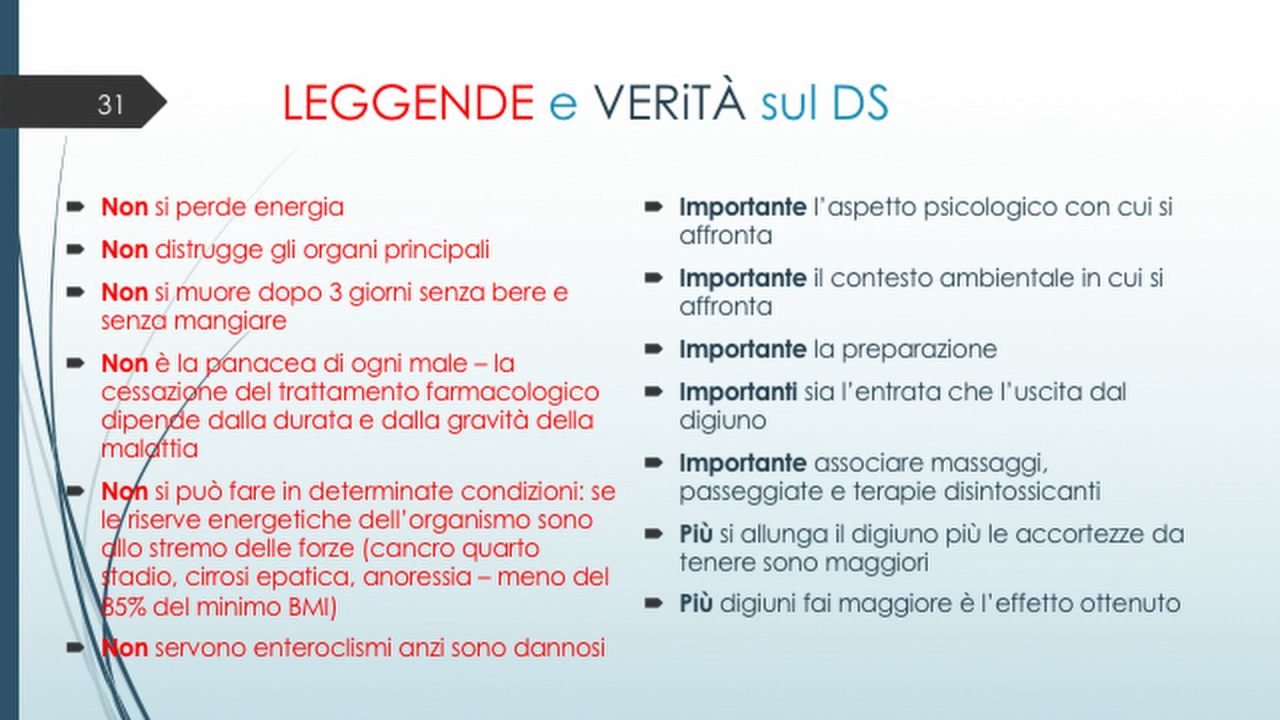 31
LEGGENDE e VERiTÀ sul DS
Non si perde energia
Non distrugge gli organi principali
Non si muore dopo 3 giorni senza bere e
senza mangiare
Non è la panacea di ogni male – la
cessazione del trattamento farmacologico
dipende dalla durata e dalla gravità della
malattia
Non si può fare in determinate condizioni: se
le riserve energetiche dell’organismo sono
allo stremo delle forze (cancro quarto
stadio, cirrosi epatica, anoressia – meno del
85% del minimo BMI)
Non servono enteroclismi anzi sono dannosi
Importante l’aspetto psicologico con cui si
affronta
Importante il contesto ambientale in cui si
affronta
Importante la preparazione
Importanti sia l’entrata che l’uscita dal
digiuno
Importante associare massaggi,
passeggiate e terapie disintossicanti
Più si allunga il digiuno più le accortezze da
tenere sono maggiori
Più digiuni fai maggiore è l’effetto ottenuto